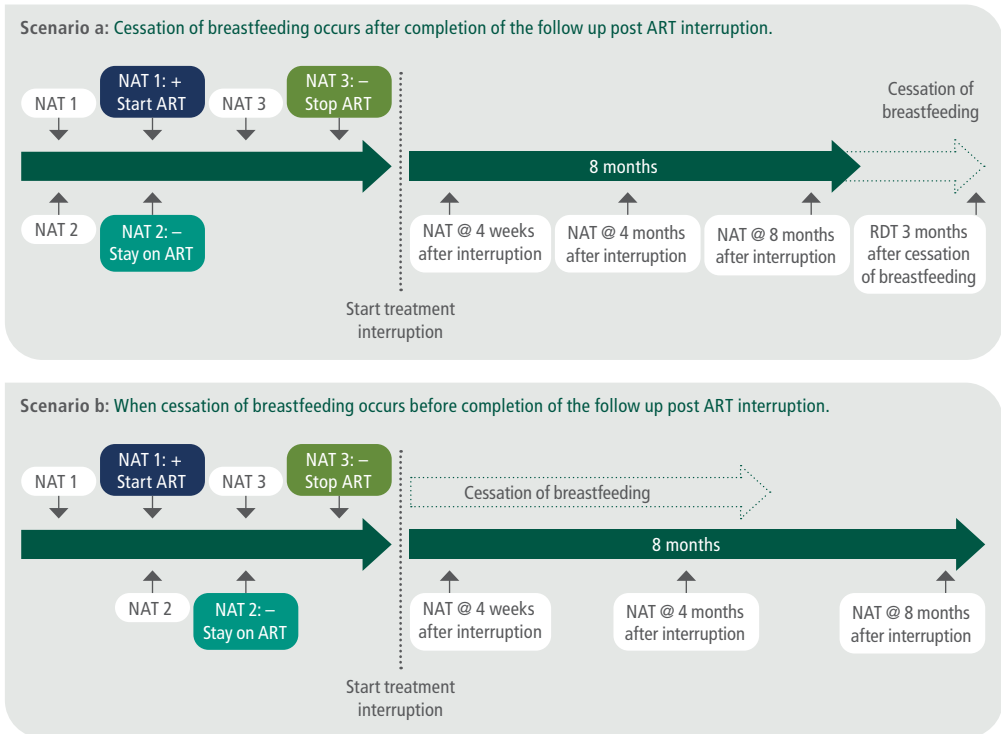 Scenario a: Cessation of breastfeeding occurs after completion of the follow up post ART interruption.
NAT 1
NAT 1: +
Start ART
NAT 3
NAT 3: –
Stop ART
Cessation of
breastfeeding
8 months
NAT 2
NAT 2: –
Stay on ART
NAT @ 4 weeks
after interruption
NAT @ 4 months
after interruption
NAT @ 8 months
after interruption
RDT 3 months
after cessation
of breastfeeding
Start treatment
interruption
Scenario b: When cessation of breastfeeding occurs before completion of the follow up post ART interruption.
NAT 1
NAT 1: +
Start ART
NAT 3
NAT 3: –
Stop ART
Cessation of breastfeeding
8 months
NAT 2
NAT 2: –
Stay on ART
NAT @ 4 weeks
after interruption
NAT @ 4 months
after interruption
NAT @ 8 months
after interruption
Start treatment
interruption